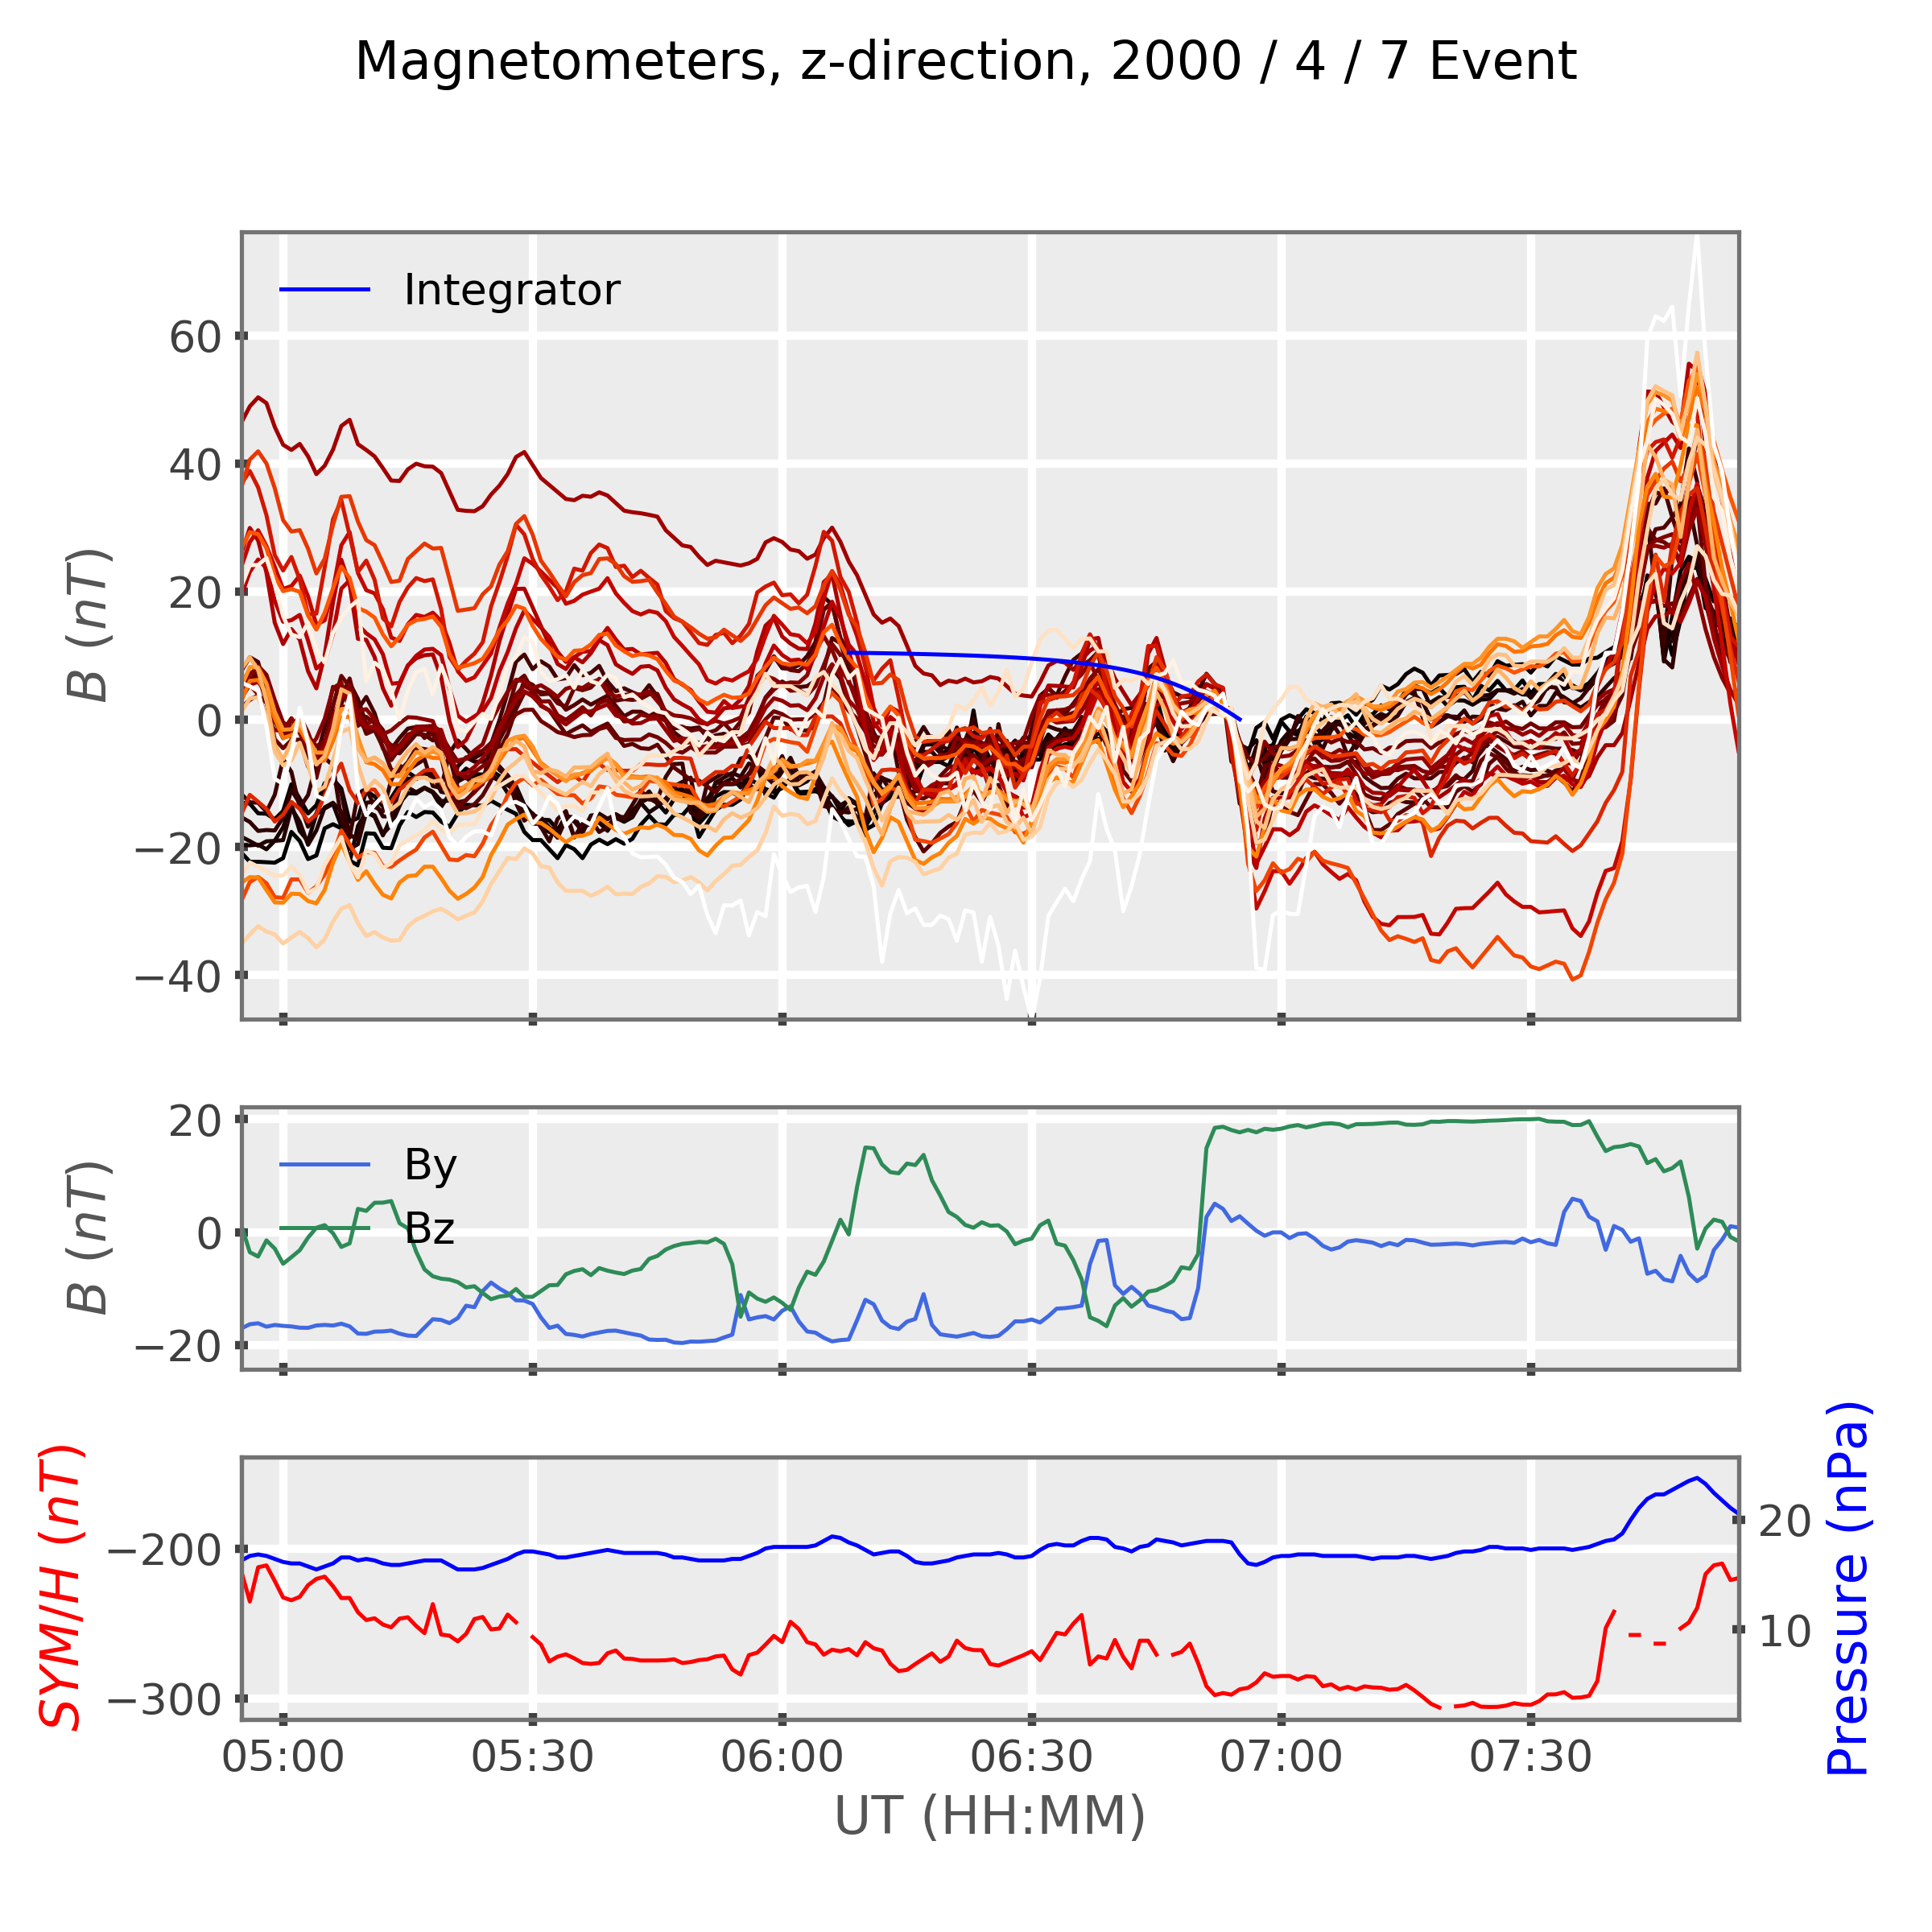 Magnetometers, z-direction, 2000 / 4 / 7 Event
Integrator
60
40
20
0
−20
−40
B (nT)
By
Bz
20
0
−20
B (nT)
−200
−300
SYM/H (nT)
20
10
Pressure (nPa)
05:00 05:30 06:00 06:30 07:00 07:30
UT (HH:MM)